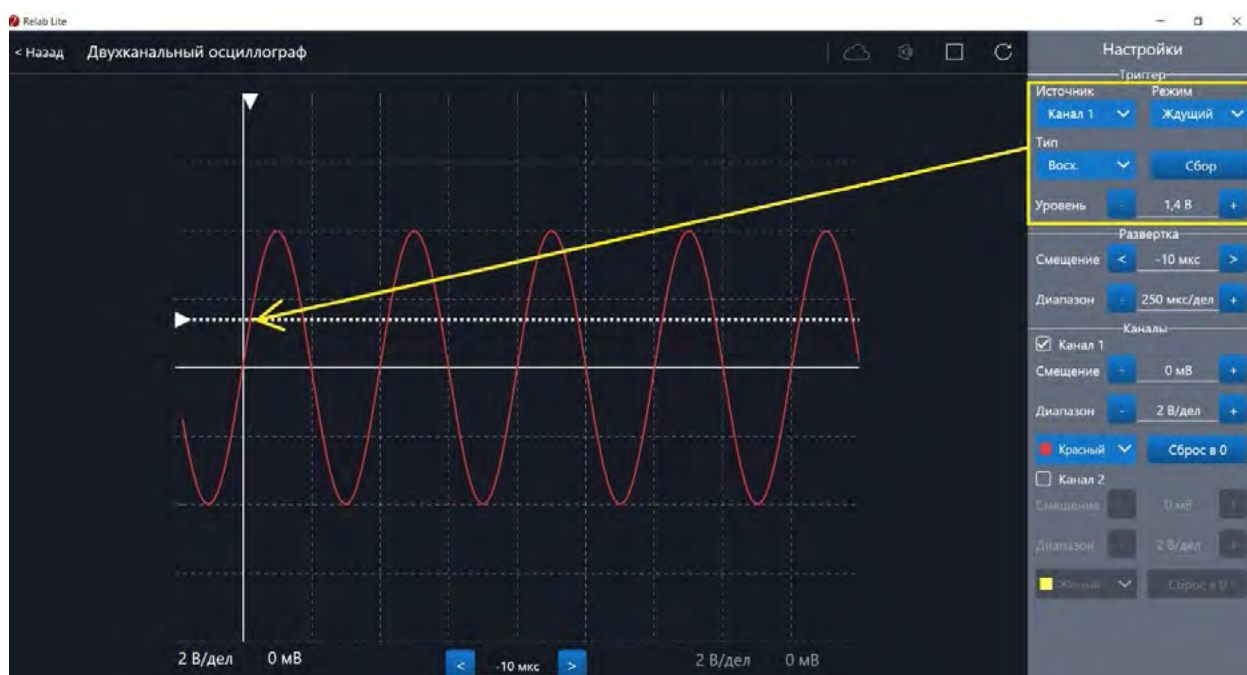 Relab Lite
< Назад Двухканальный осциллограф
Настройки
Триггер
Источник Режим
Канал 1 Ждущий
Тип
Восх. Сбор
Уровень - 1,4 В +
Развертка
Смещение < -10 мкс >
Диапазон - 250 мкс/дел +
Каналы
Канал 1
Смещение - 0 мВ +
Диапазон - 2 В/дел +
Красный Сброс в 0
Канал 2
Смещение - 0 мВ +
Диапазон - 2 В/дел +
Желтый Сброс в 0
2 В/дел 0 мВ < -10 мкс > 2 В/дел 0 мВ